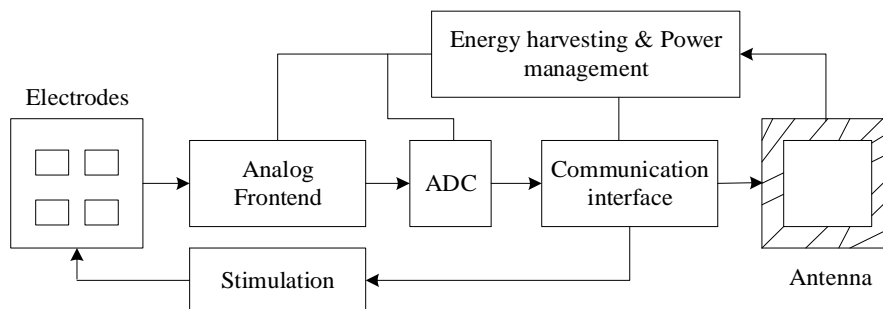 Energy harvesting & Power
management
Electrodes
Analog
Frontend
ADC
Communication
interface
Stimulation
Antenna